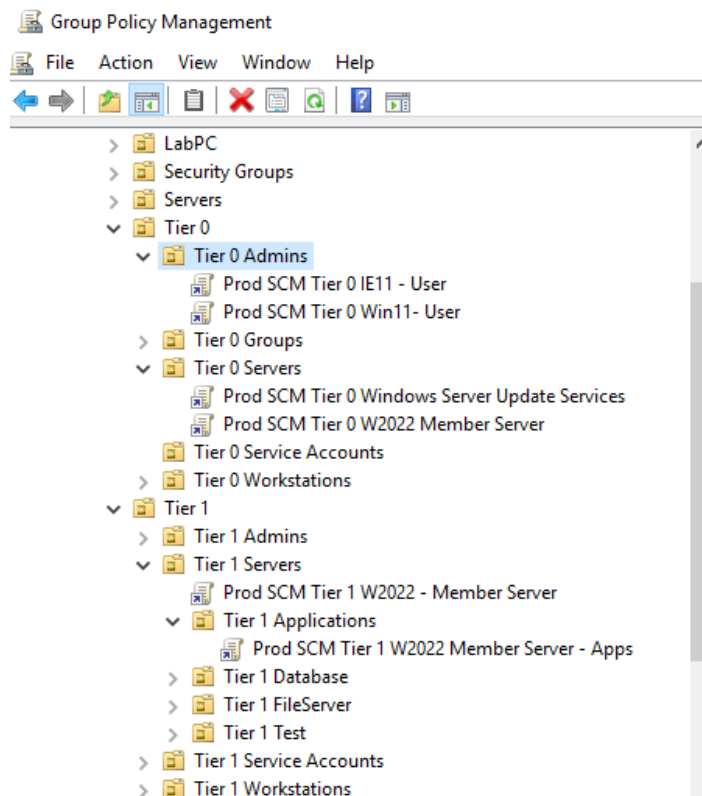 Group Policy Management
File Action View Window Help
LabPC
Security Groups
Servers
Tier 0
Tier 0 Admins
Prod SCM Tier 0 IE11 - User
Prod SCM Tier 0 Win11- User
Tier 0 Groups
Tier 0 Servers
Prod SCM Tier 0 Windows Server Update Services
Prod SCM Tier 0 W2022 Member Server
Tier 0 Service Accounts
Tier 0 Workstations
Tier 1
Tier 1 Admins
Tier 1 Servers
Prod SCM Tier 1 W2022 - Member Server
Tier 1 Applications
Prod SCM Tier 1 W2022 Member Server - Apps
Tier 1 Database
Tier 1 FileServer
Tier 1 Test
Tier 1 Service Accounts
Tier 1 Workstations